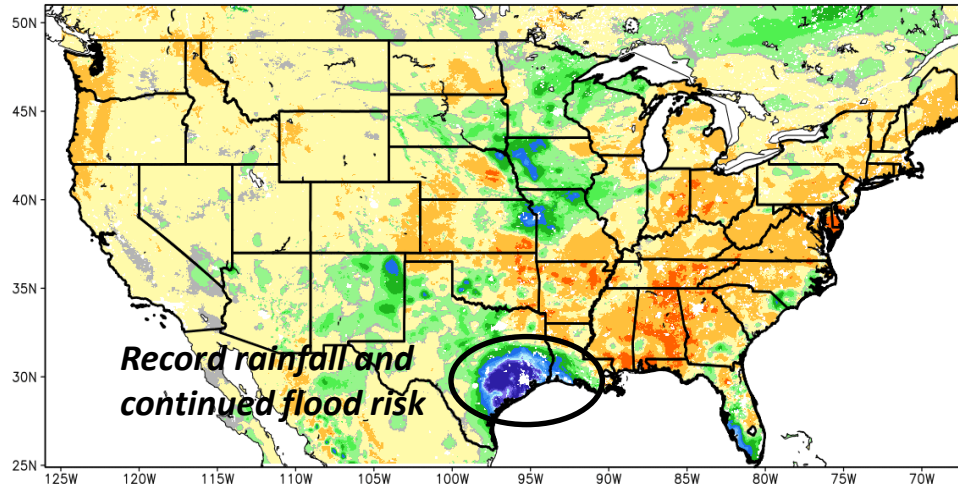 50N
45N
40N
35N
Record rainfall and
30N
continued flood risk
25N
125W 120W 115W 110W 105W 100W 95W 90W 85W 80W 75W 70W